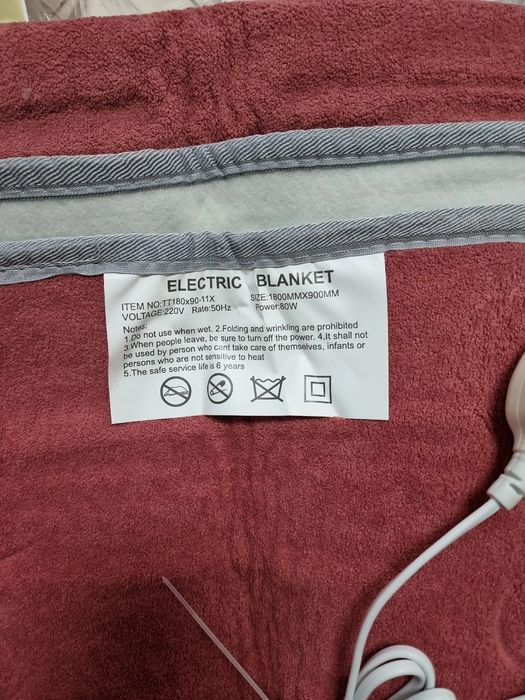 ELECTRIC BLANKET
ITEM NO:TT180x90-11X SIZE:1800MMX900MM
VOLTAGE:220V Rate:50Hz Power:80W
Notes:
1.Do not use when wet. 2.Folding and wrinkling are prohibited
3.When people leave, be sure to turn off the power. 4.It shall not
be used by person who cant take care of themselves, infants or
persons who are not sensitive to heat
5.The safe service life is 6 years